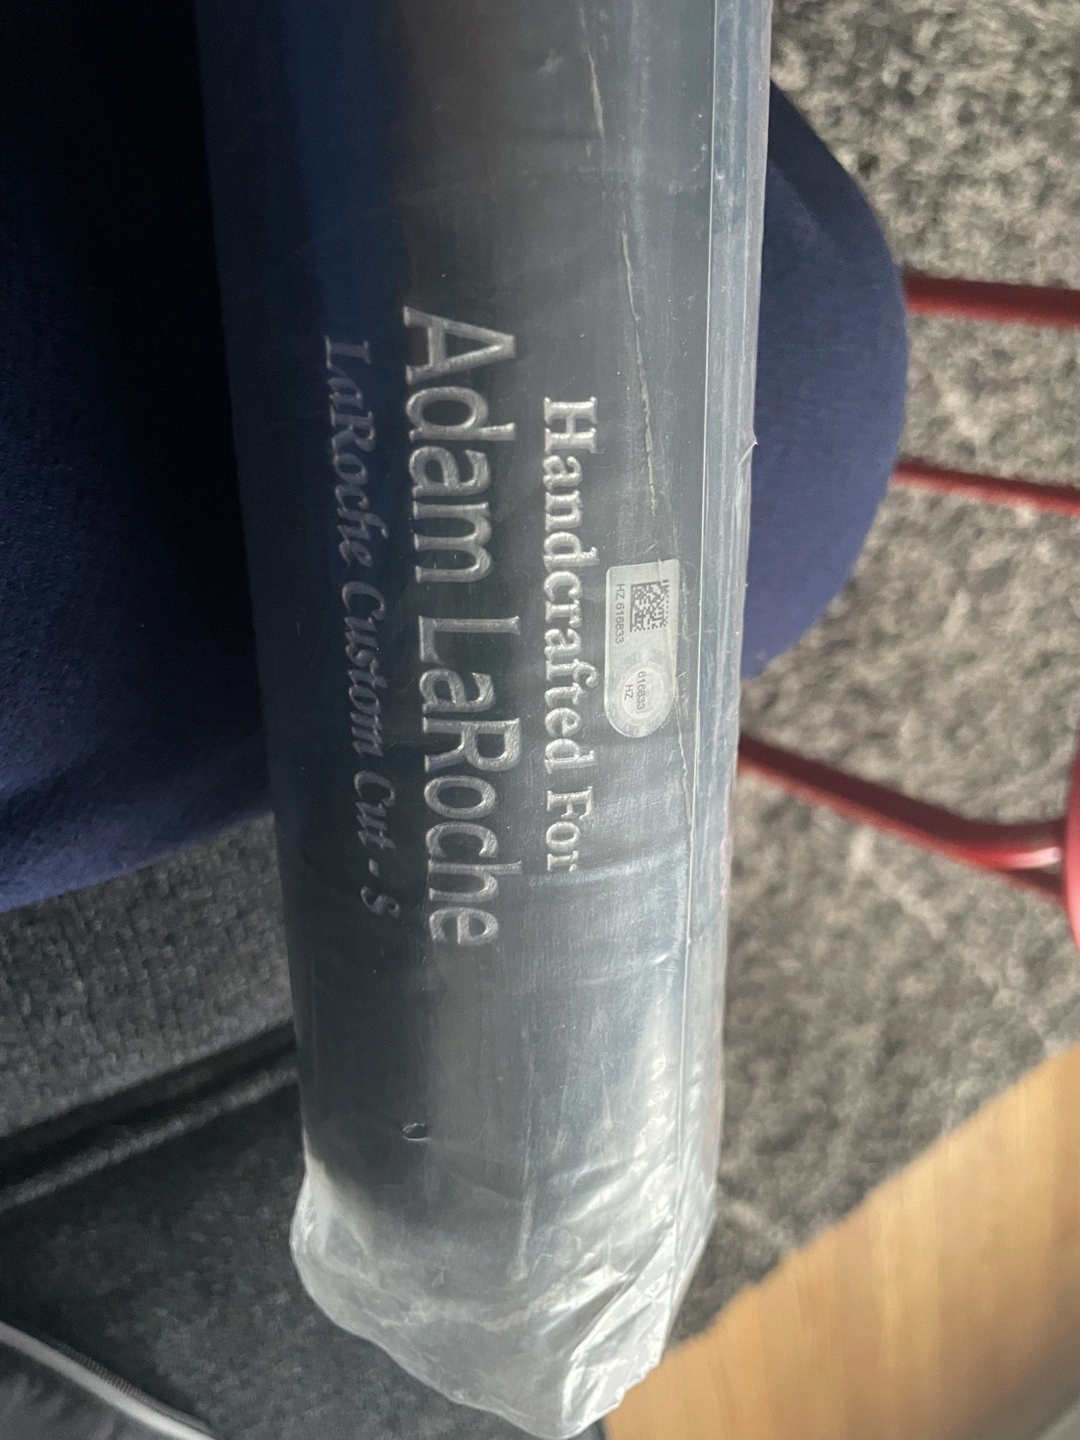 Handcrafted For
Adam LaRoche
LaRoche Custom Cut - s
HZ 616833
616833
HZ